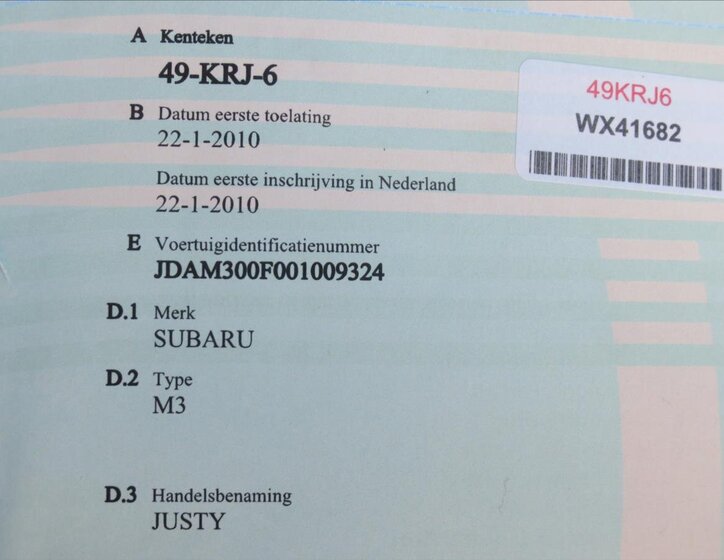 A Kenteken
49-KRJ-6
B Datum eerste toelating
22-1-2010
Datum eerste inschrijving in Nederland
22-1-2010
E Voertuigidentificatienummer
JDAM300F001009324
D.1 Merk
SUBARU
D.2 Type
M3
D.3 Handelsbenaming
JUSTY
49KRJ6
WX41682